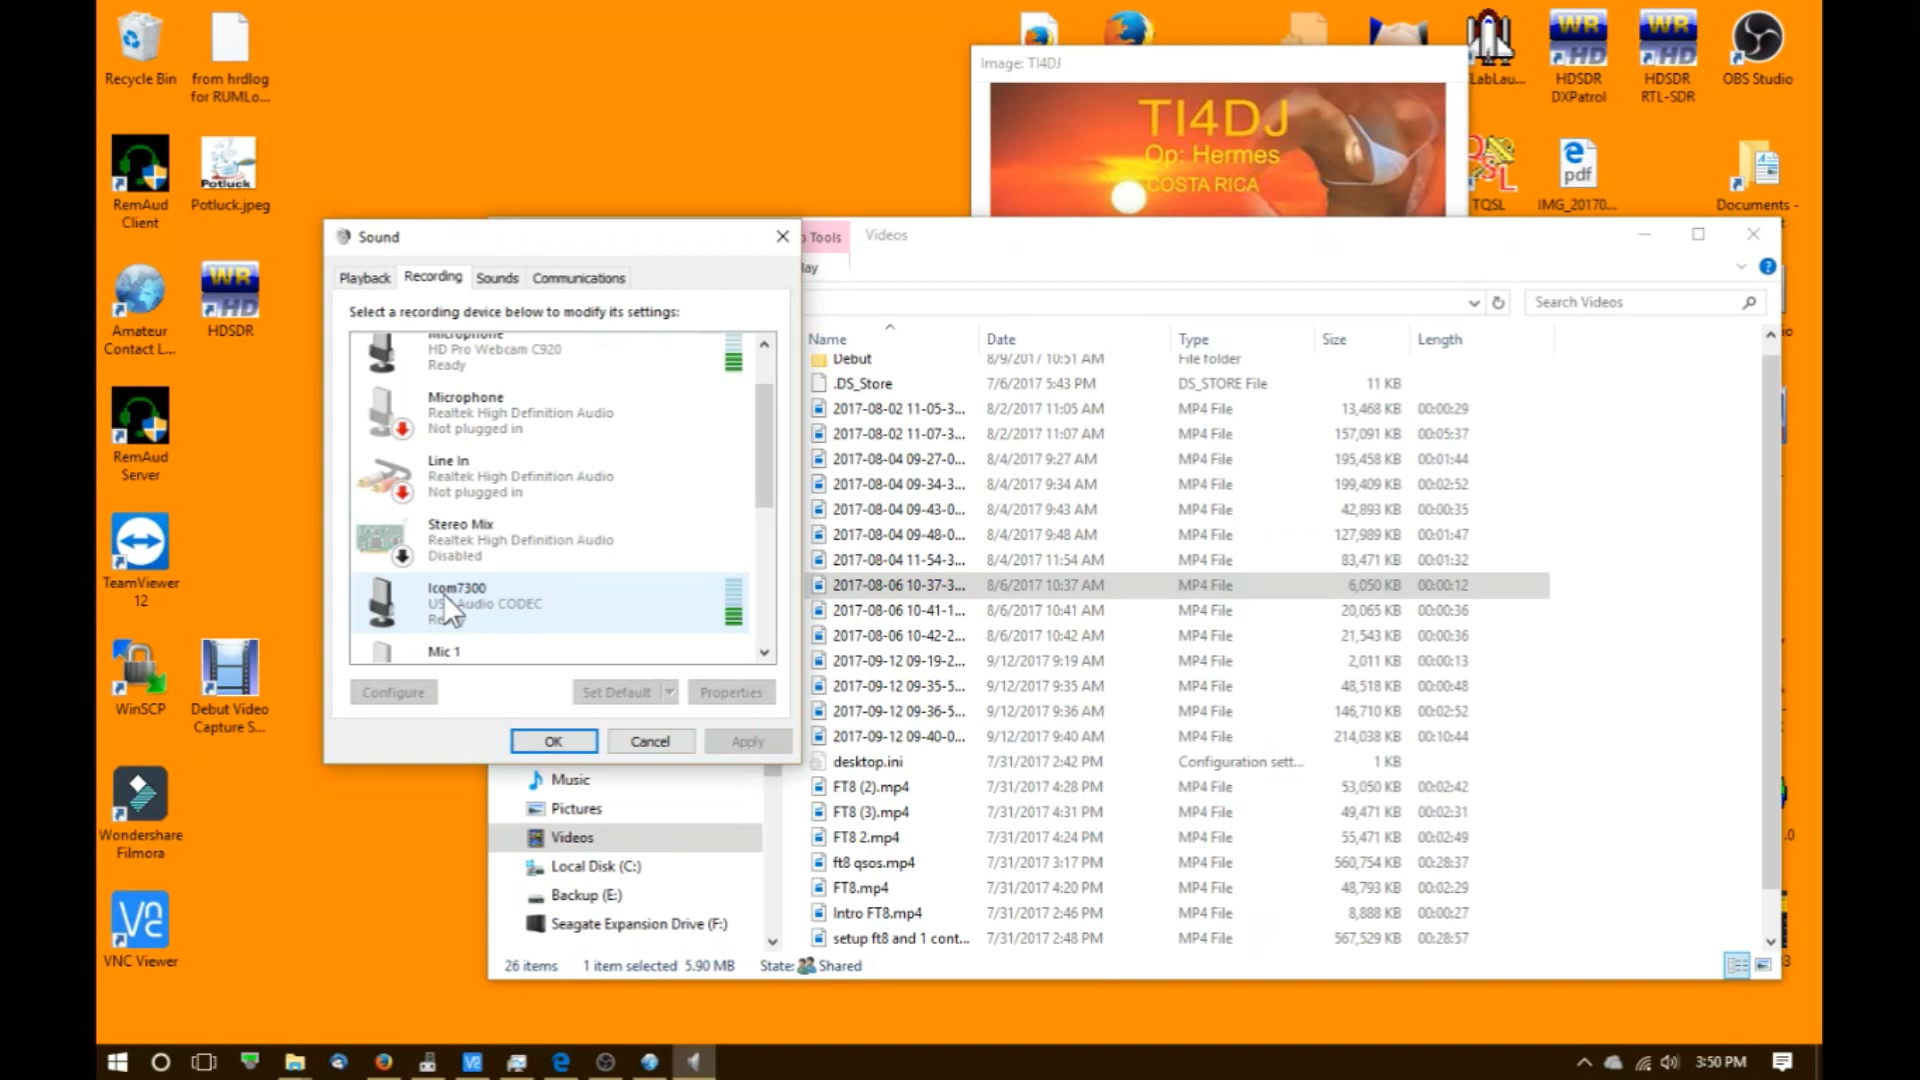 Recycle Bin
from hrdlog
for RUMLo...
RemAud
Client
Potluck
Potluck.jpeg
Amateur
Contact L...
WR
HD
HDSDR
RemAud
Server
TeamViewer
12
WinSCP
Debut Video
Capture S...
Wondershare
Filmora
VNC Viewer
Image: TI4DJ
TI4DJ
Op: Hermes
COSTA RICA
LabLau...
WR
HD
HDSDR
DXPatrol
WR
HD
HDSDR
RTL-SDR
OBS Studio
TQSL
pdf
IMG_20170...
Documents -
Sound
Playback
Recording
Sounds
Communications
Select a recording device below to modify its settings:
Microphone
HD Pro Webcam C920
Ready
Microphone
Realtek High Definition Audio
Not plugged in
Line In
Realtek High Definition Audio
Not plugged in
Stereo Mix
Realtek High Definition Audio
Disabled
Icom7300
Audio CODEC
Mic 1
Configure
Set Default
Properties
OK
Cancel
Apply
Tools
Videos
Search Videos
Name Date Type Size Length
Debut 8/9/2017 10:51 AM File folder
.DS_Store 7/6/2017 5:43 PM DS_STORE File 11 KB
2017-08-02 11-05-3... 8/2/2017 11:05 AM MP4 File 13,468 KB 00:00:29
2017-08-02 11-07-3... 8/2/2017 11:07 AM MP4 File 157,091 KB 00:05:37
2017-08-04 09-27-0... 8/4/2017 9:27 AM MP4 File 195,458 KB 00:01:44
2017-08-04 09-34-3... 8/4/2017 9:34 AM MP4 File 199,409 KB 00:02:52
2017-08-04 09-43-0... 8/4/2017 9:43 AM MP4 File 42,893 KB 00:00:35
2017-08-04 09-48-0... 8/4/2017 9:48 AM MP4 File 127,989 KB 00:01:47
2017-08-04 11-54-3... 8/4/2017 11:54 AM MP4 File 83,471 KB 00:01:32
2017-08-06 10-37-3... 8/6/2017 10:37 AM MP4 File 6,050 KB 00:00:12
2017-08-06 10-41-1... 8/6/2017 10:41 AM MP4 File 20,065 KB 00:00:36
2017-08-06 10-42-2... 8/6/2017 10:42 AM MP4 File 21,543 KB 00:00:36
2017-09-12 09-19-2... 9/12/2017 9:19 AM MP4 File 2,011 KB 00:00:13
2017-09-12 09-35-5... 9/12/2017 9:35 AM MP4 File 48,518 KB 00:00:48
2017-09-12 09-36-5... 9/12/2017 9:36 AM MP4 File 146,710 KB 00:02:52
2017-09-12 09-40-0... 9/12/2017 9:40 AM MP4 File 214,038 KB 00:10:44
desktop.ini 7/31/2017 2:42 PM Configuration sett... 1 KB
FT8 (2).mp4 7/31/2017 4:28 PM MP4 File 53,050 KB 00:02:42
FT8 (3).mp4 7/31/2017 4:31 PM MP4 File 49,471 KB 00:02:31
FT8 2.mp4 7/31/2017 4:24 PM MP4 File 55,471 KB 00:02:49
ft8 qsos.mp4 7/31/2017 3:17 PM MP4 File 560,754 KB 00:28:37
FT8.mp4 7/31/2017 4:20 PM MP4 File 48,793 KB 00:02:29
Intro FT8.mp4 7/31/2017 2:46 PM MP4 File 8,888 KB 00:00:27
setup ft8 and 1 cont... 7/31/2017 2:48 PM MP4 File 567,529 KB 00:28:57
Music
Pictures
Videos
Local Disk (C:)
Backup (E:)
Seagate Expansion Drive (F:)
26 items 1 item selected 5.90 MB State: Shared
3:50 PM